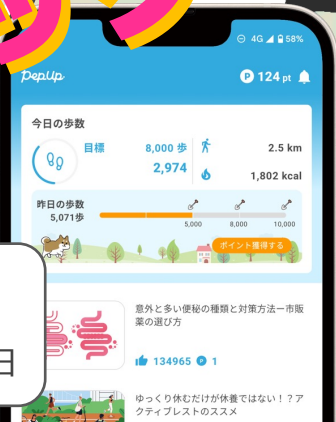 4G 58%
PepUp
P 124 pt
今日の歩数
目標 8,000 歩
2,974
2.5 km
1,802 kcal
昨日の歩数
5,071歩
5,000 8,000 10,000
ポイント獲得する
日
意外と多い便秘の種類と対策方法ー市販
薬の選び方
134965 P 1
ゆっくり休むだけが休養ではない！？ア
クティブレストのススメ